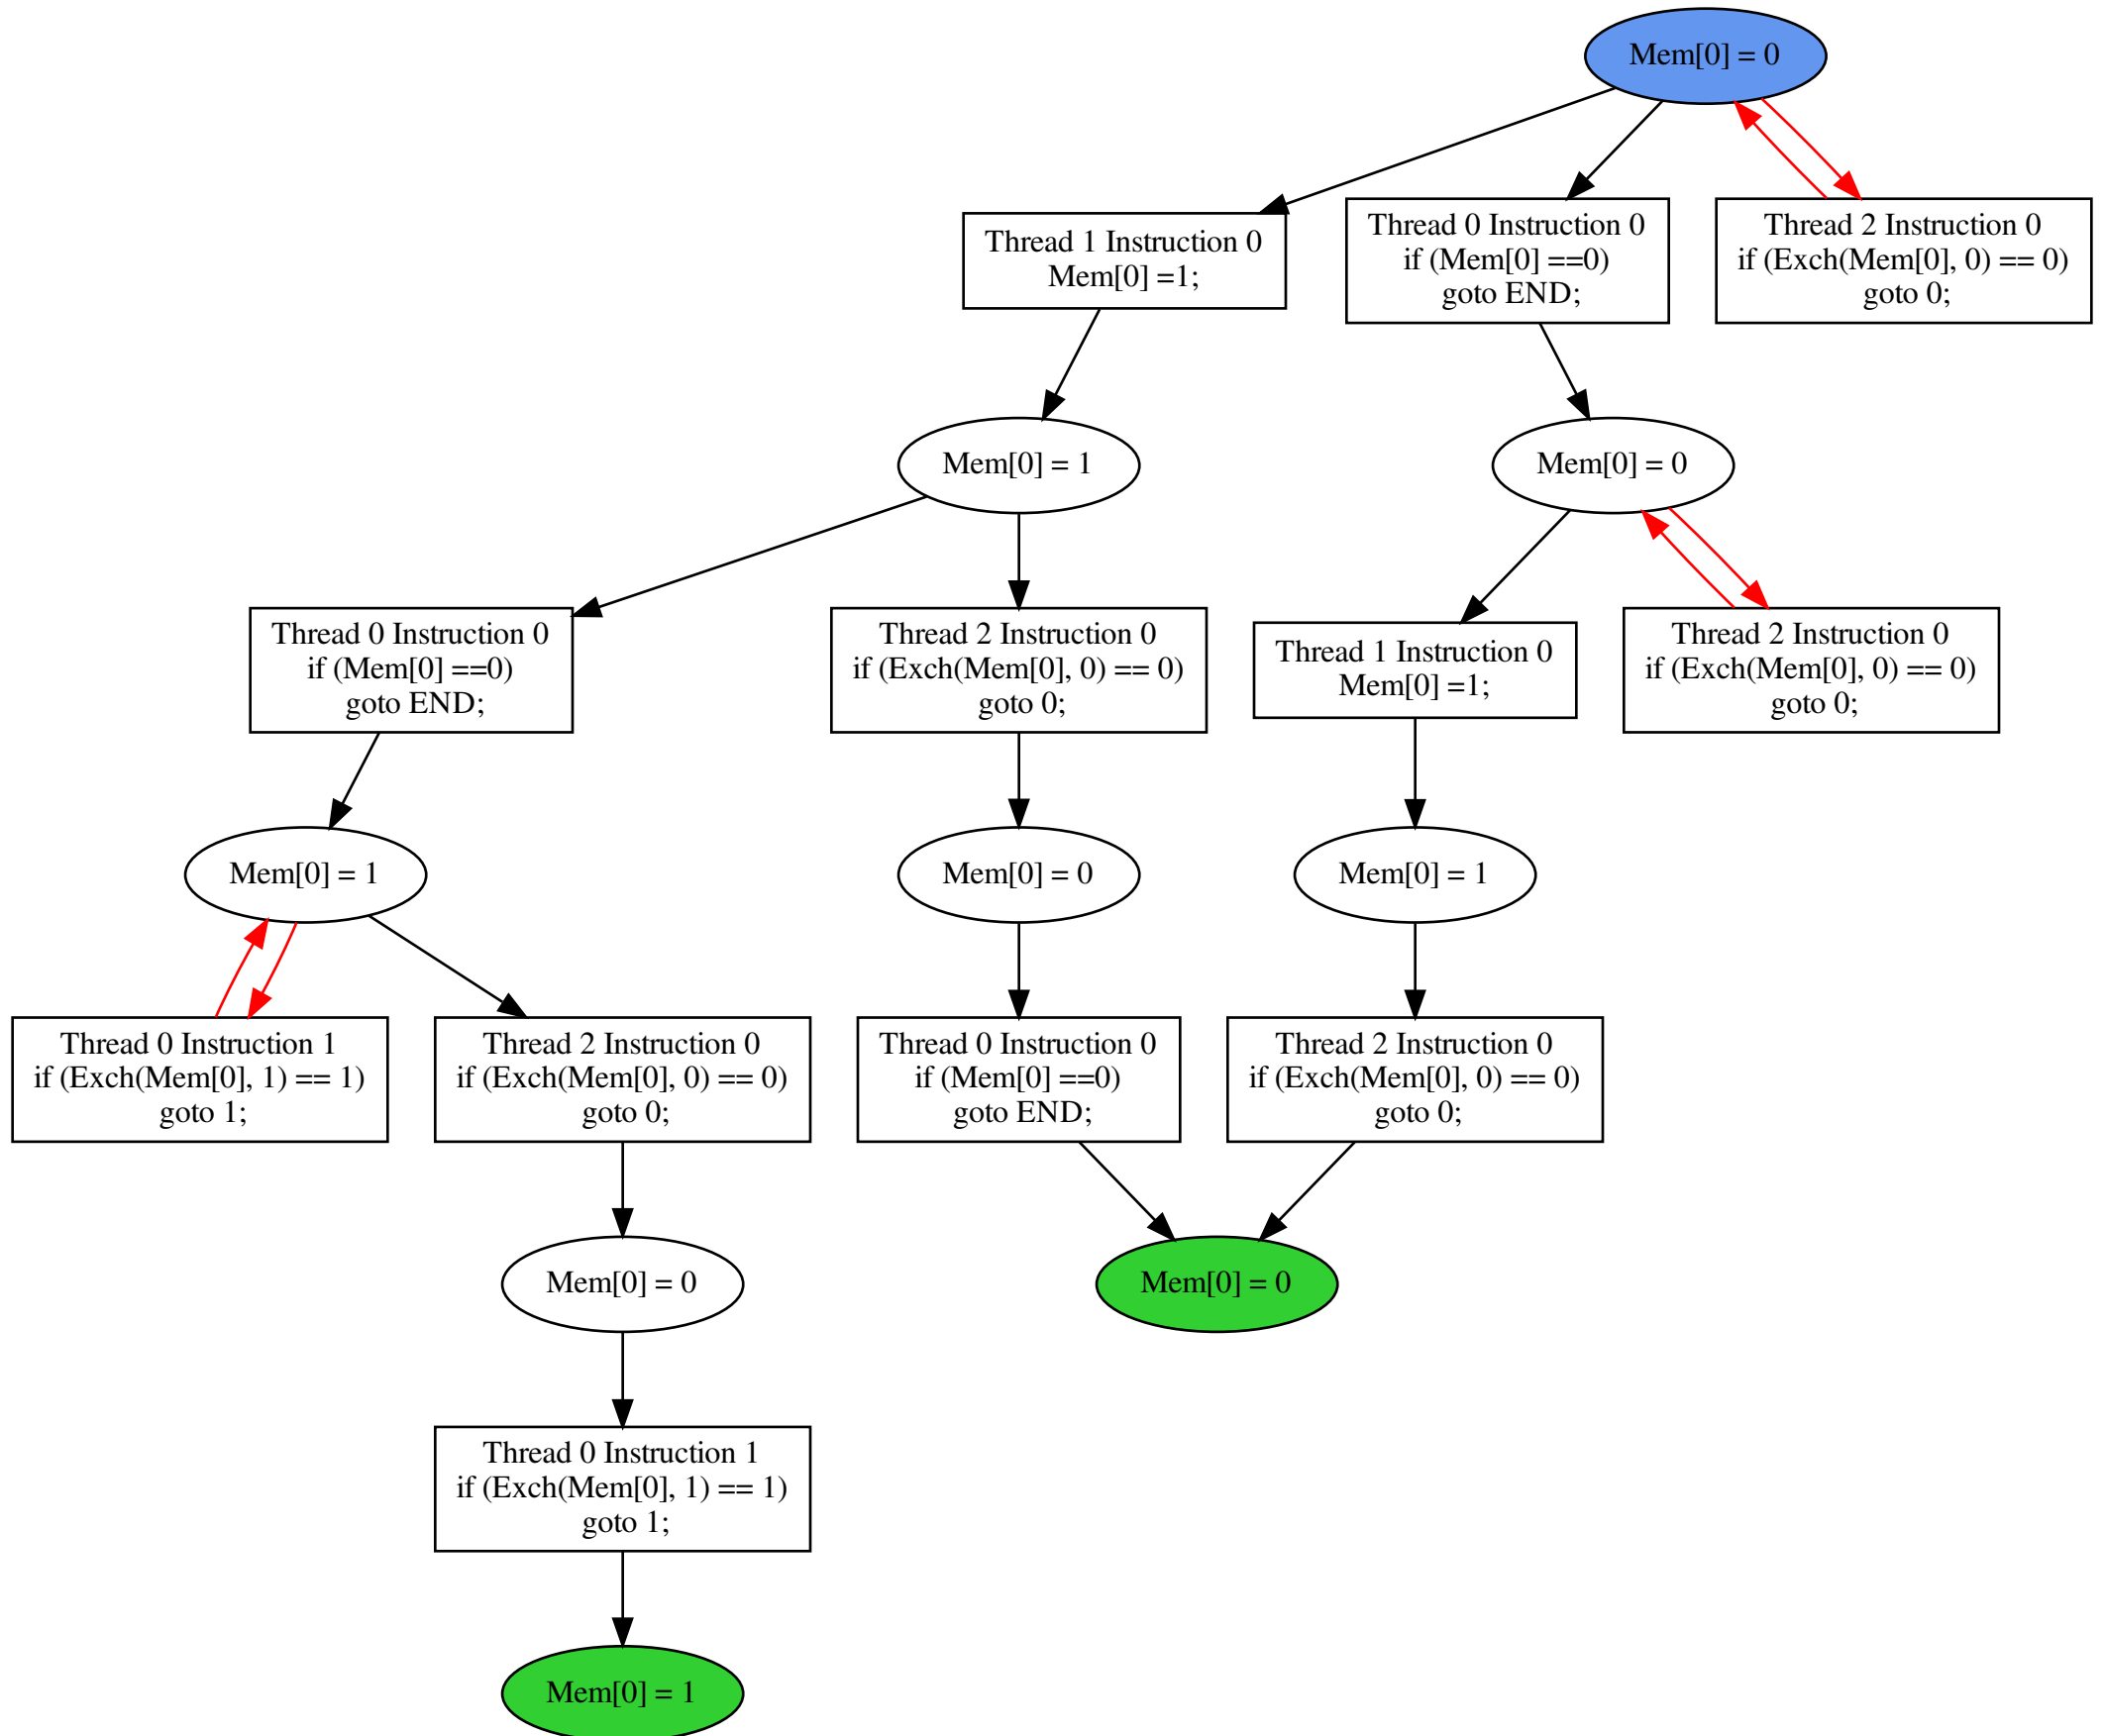 Mem[0] = 0
Thread 1 Instruction 0
Mem[0] =1;
Thread 0 Instruction 0
if (Mem[0] ==0)
goto END;
Thread 2 Instruction 0
if (Exch(Mem[0], 0) == 0)
goto 0;
Mem[0] = 1
Mem[0] = 0
Thread 0 Instruction 0
if (Mem[0] ==0)
goto END;
Thread 2 Instruction 0
if (Exch(Mem[0], 0) == 0)
goto 0;
Thread 1 Instruction 0
Mem[0] =1;
Thread 2 Instruction 0
if (Exch(Mem[0], 0) == 0)
goto 0;
Mem[0] = 1
Mem[0] = 0
Mem[0] = 1
Thread 0 Instruction 1
if (Exch(Mem[0], 1) == 1)
goto 1;
Thread 2 Instruction 0
if (Exch(Mem[0], 0) == 0)
goto 0;
Thread 0 Instruction 0
if (Mem[0] ==0)
goto END;
Thread 2 Instruction 0
if (Exch(Mem[0], 0) == 0)
goto 0;
Mem[0] = 0
Mem[0] = 0
Thread 0 Instruction 1
if (Exch(Mem[0], 1) == 1)
goto 1;
Mem[0] = 1